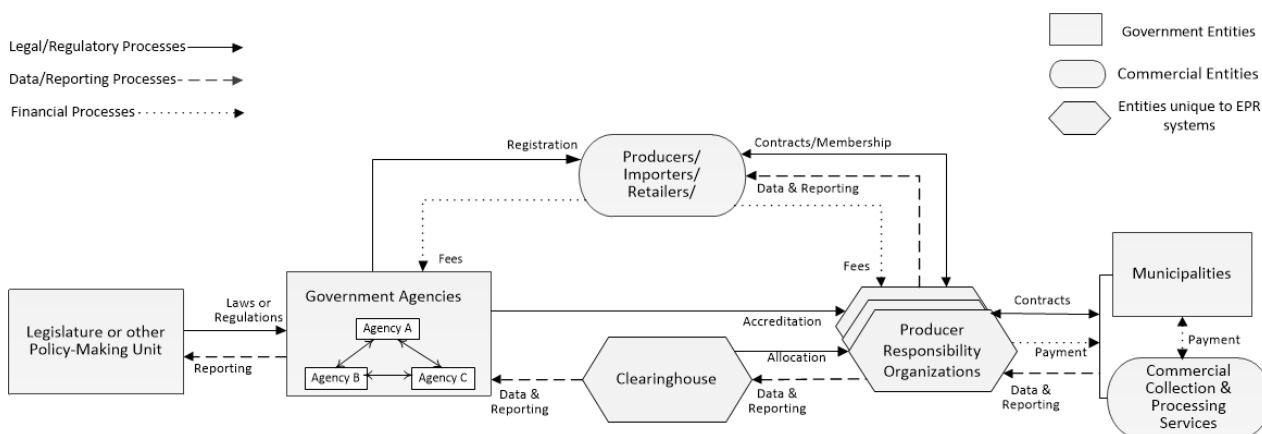 Legal/Regulatory Processes
Data/Reporting Processes
Financial Processes
Government Entities
Commercial Entities
Entities unique to EPR
systems
Registration
Producers/
Importers/
Retailers/
Contracts/Membership
Data & Reporting
Fees
Fees
Legislature or other
Policy-Making Unit
Laws or
Regulations
Reporting
Government Agencies
Agency A
Agency B
Agency C
Accreditation
Allocation
Clearinghouse
Data &
Reporting
Data &
Reporting
Producer
Responsibility
Organizations
Contracts
Payment
Data &
Reporting
Municipalities
Payment
Commercial
Collection &
Processing
Services